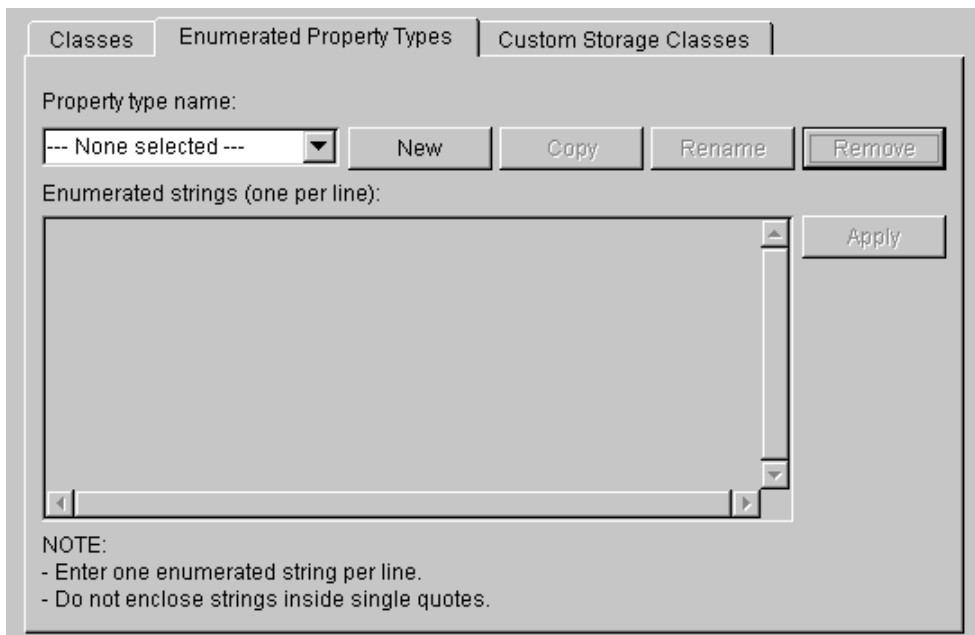 Classes Enumerated Property Types Custom Storage Classes
Property type name:
--- None selected --- New Copy Rename Remove
Enumerated strings (one per line):
Apply
NOTE:
- Enter one enumerated string per line.
- Do not enclose strings inside single quotes.